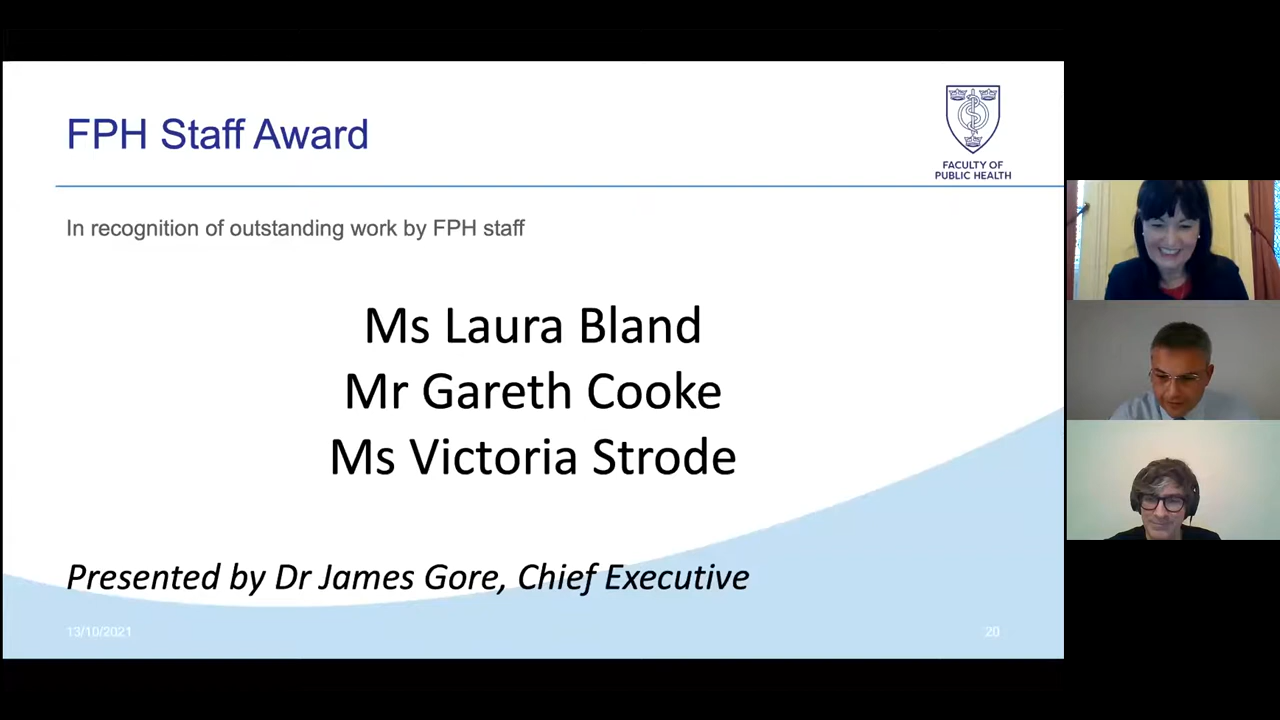 FPH Staff Award
FACULTY OF
PUBLIC HEALTH
In recognition of outstanding work by FPH staff
Ms Laura Bland
Mr Gareth Cooke
Ms Victoria Strode
Presented by Dr James Gore, Chief Executive
13/10/2021
20